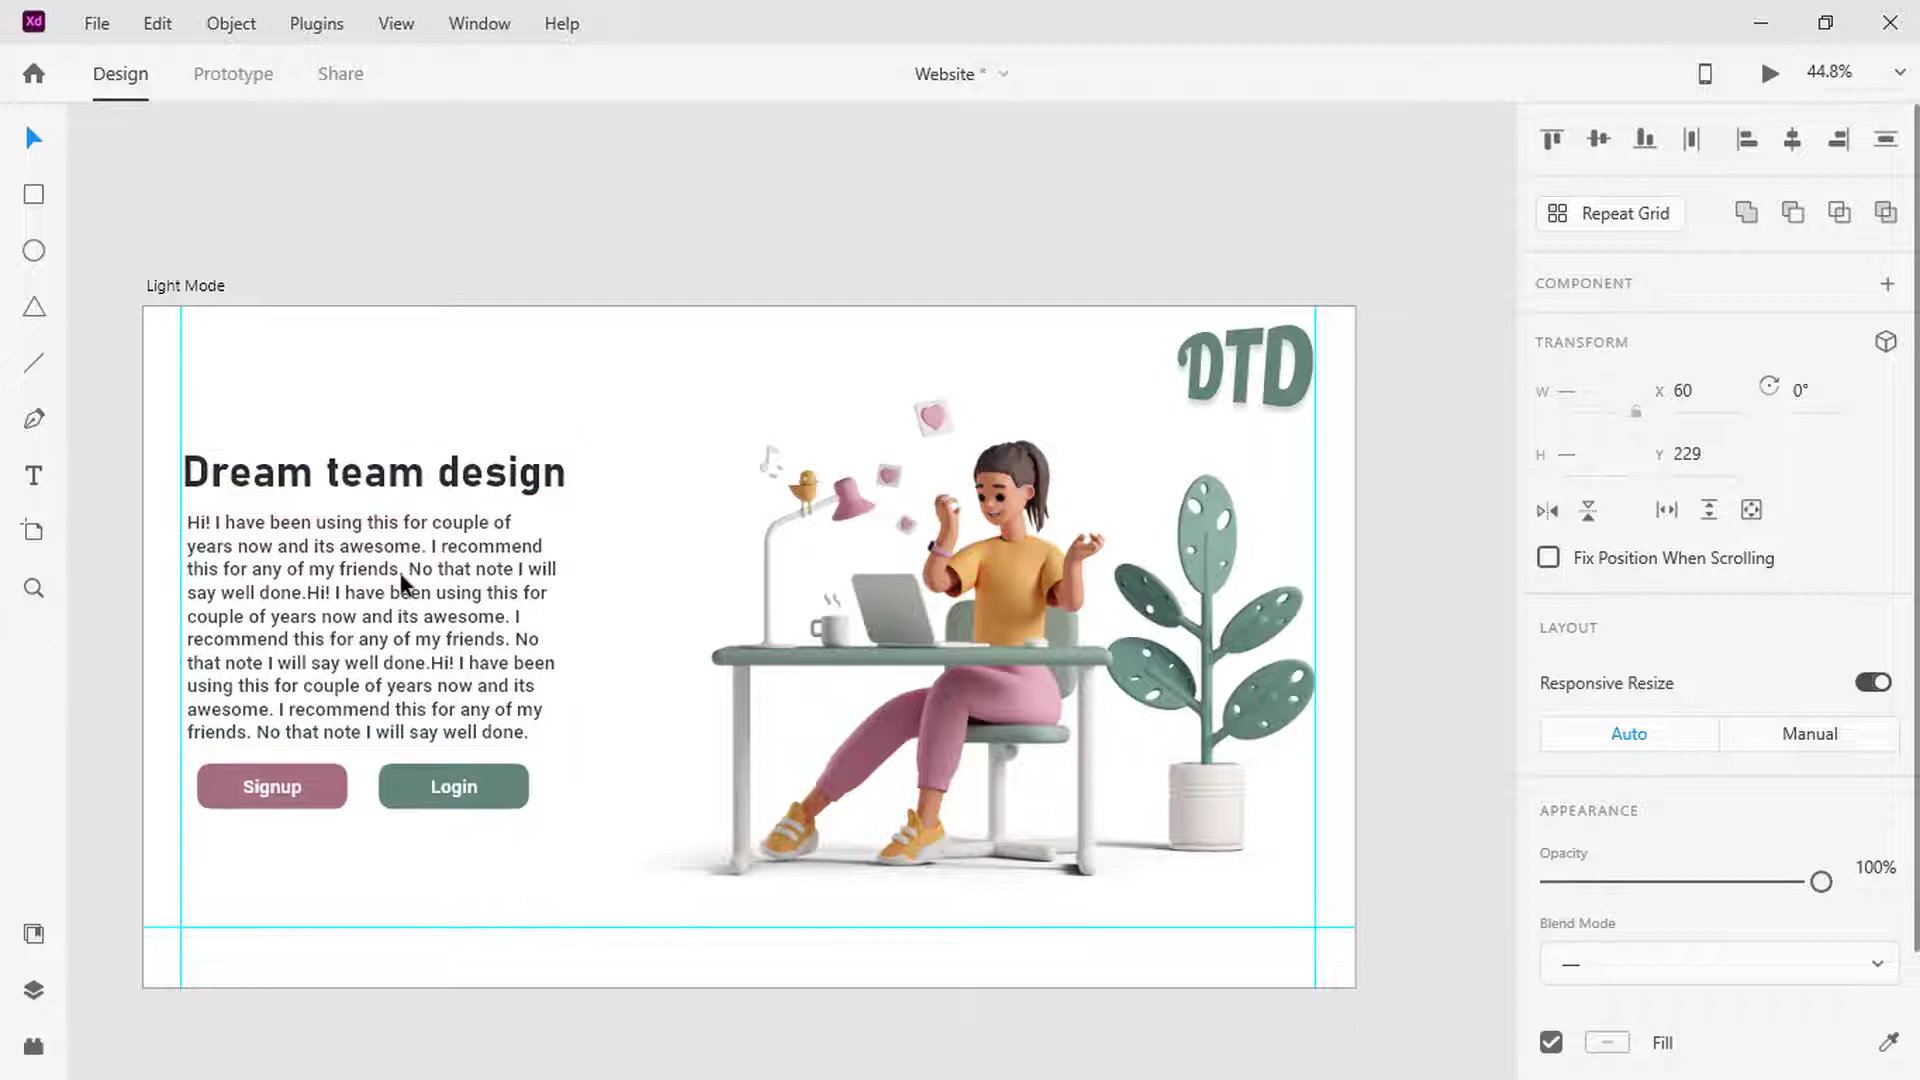 Xd File Edit Object Plugins View Window Help
Design Prototype Share Website * 44.8%
Repeat Grid
COMPONENT
TRANSFORM
W — X 60 0°
H — Y 229
Fix Position When Scrolling
LAYOUT
Responsive Resize
Auto Manual
APPEARANCE
Opacity
100%
Blend Mode
—
Fill
Light Mode
DTD
Dream team design
Hi! I have been using this for couple of
years now and its awesome. I recommend
this for any of my friends. No that note I will
say well done.Hi! I have been using this for
couple of years now and its awesome. I
recommend this for any of my friends. No
that note I will say well done.Hi! I have been
using this for couple of years now and its
awesome. I recommend this for any of my
friends. No that note I will say well done.
Signup Login